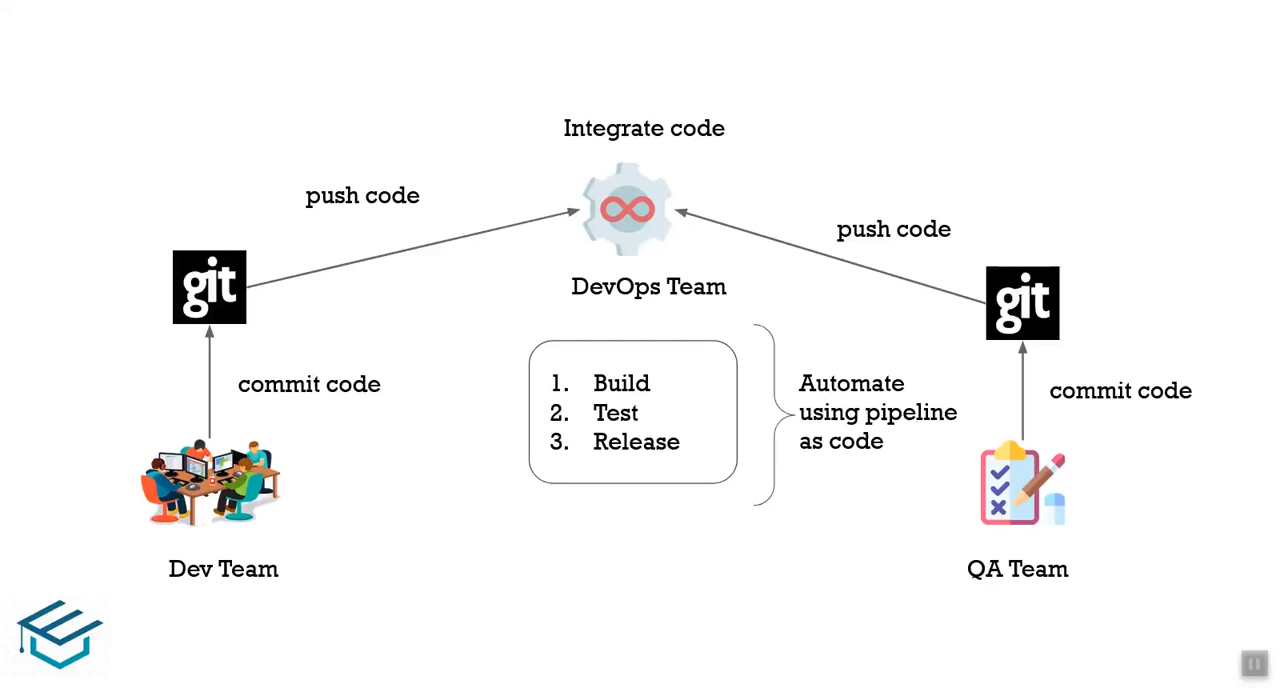 Integrate code
push code
push code
git
DevOps Team
git
commit code
1. Build
2. Test
3. Release
Automate
using pipeline
as code
commit code
Dev Team
QA Team